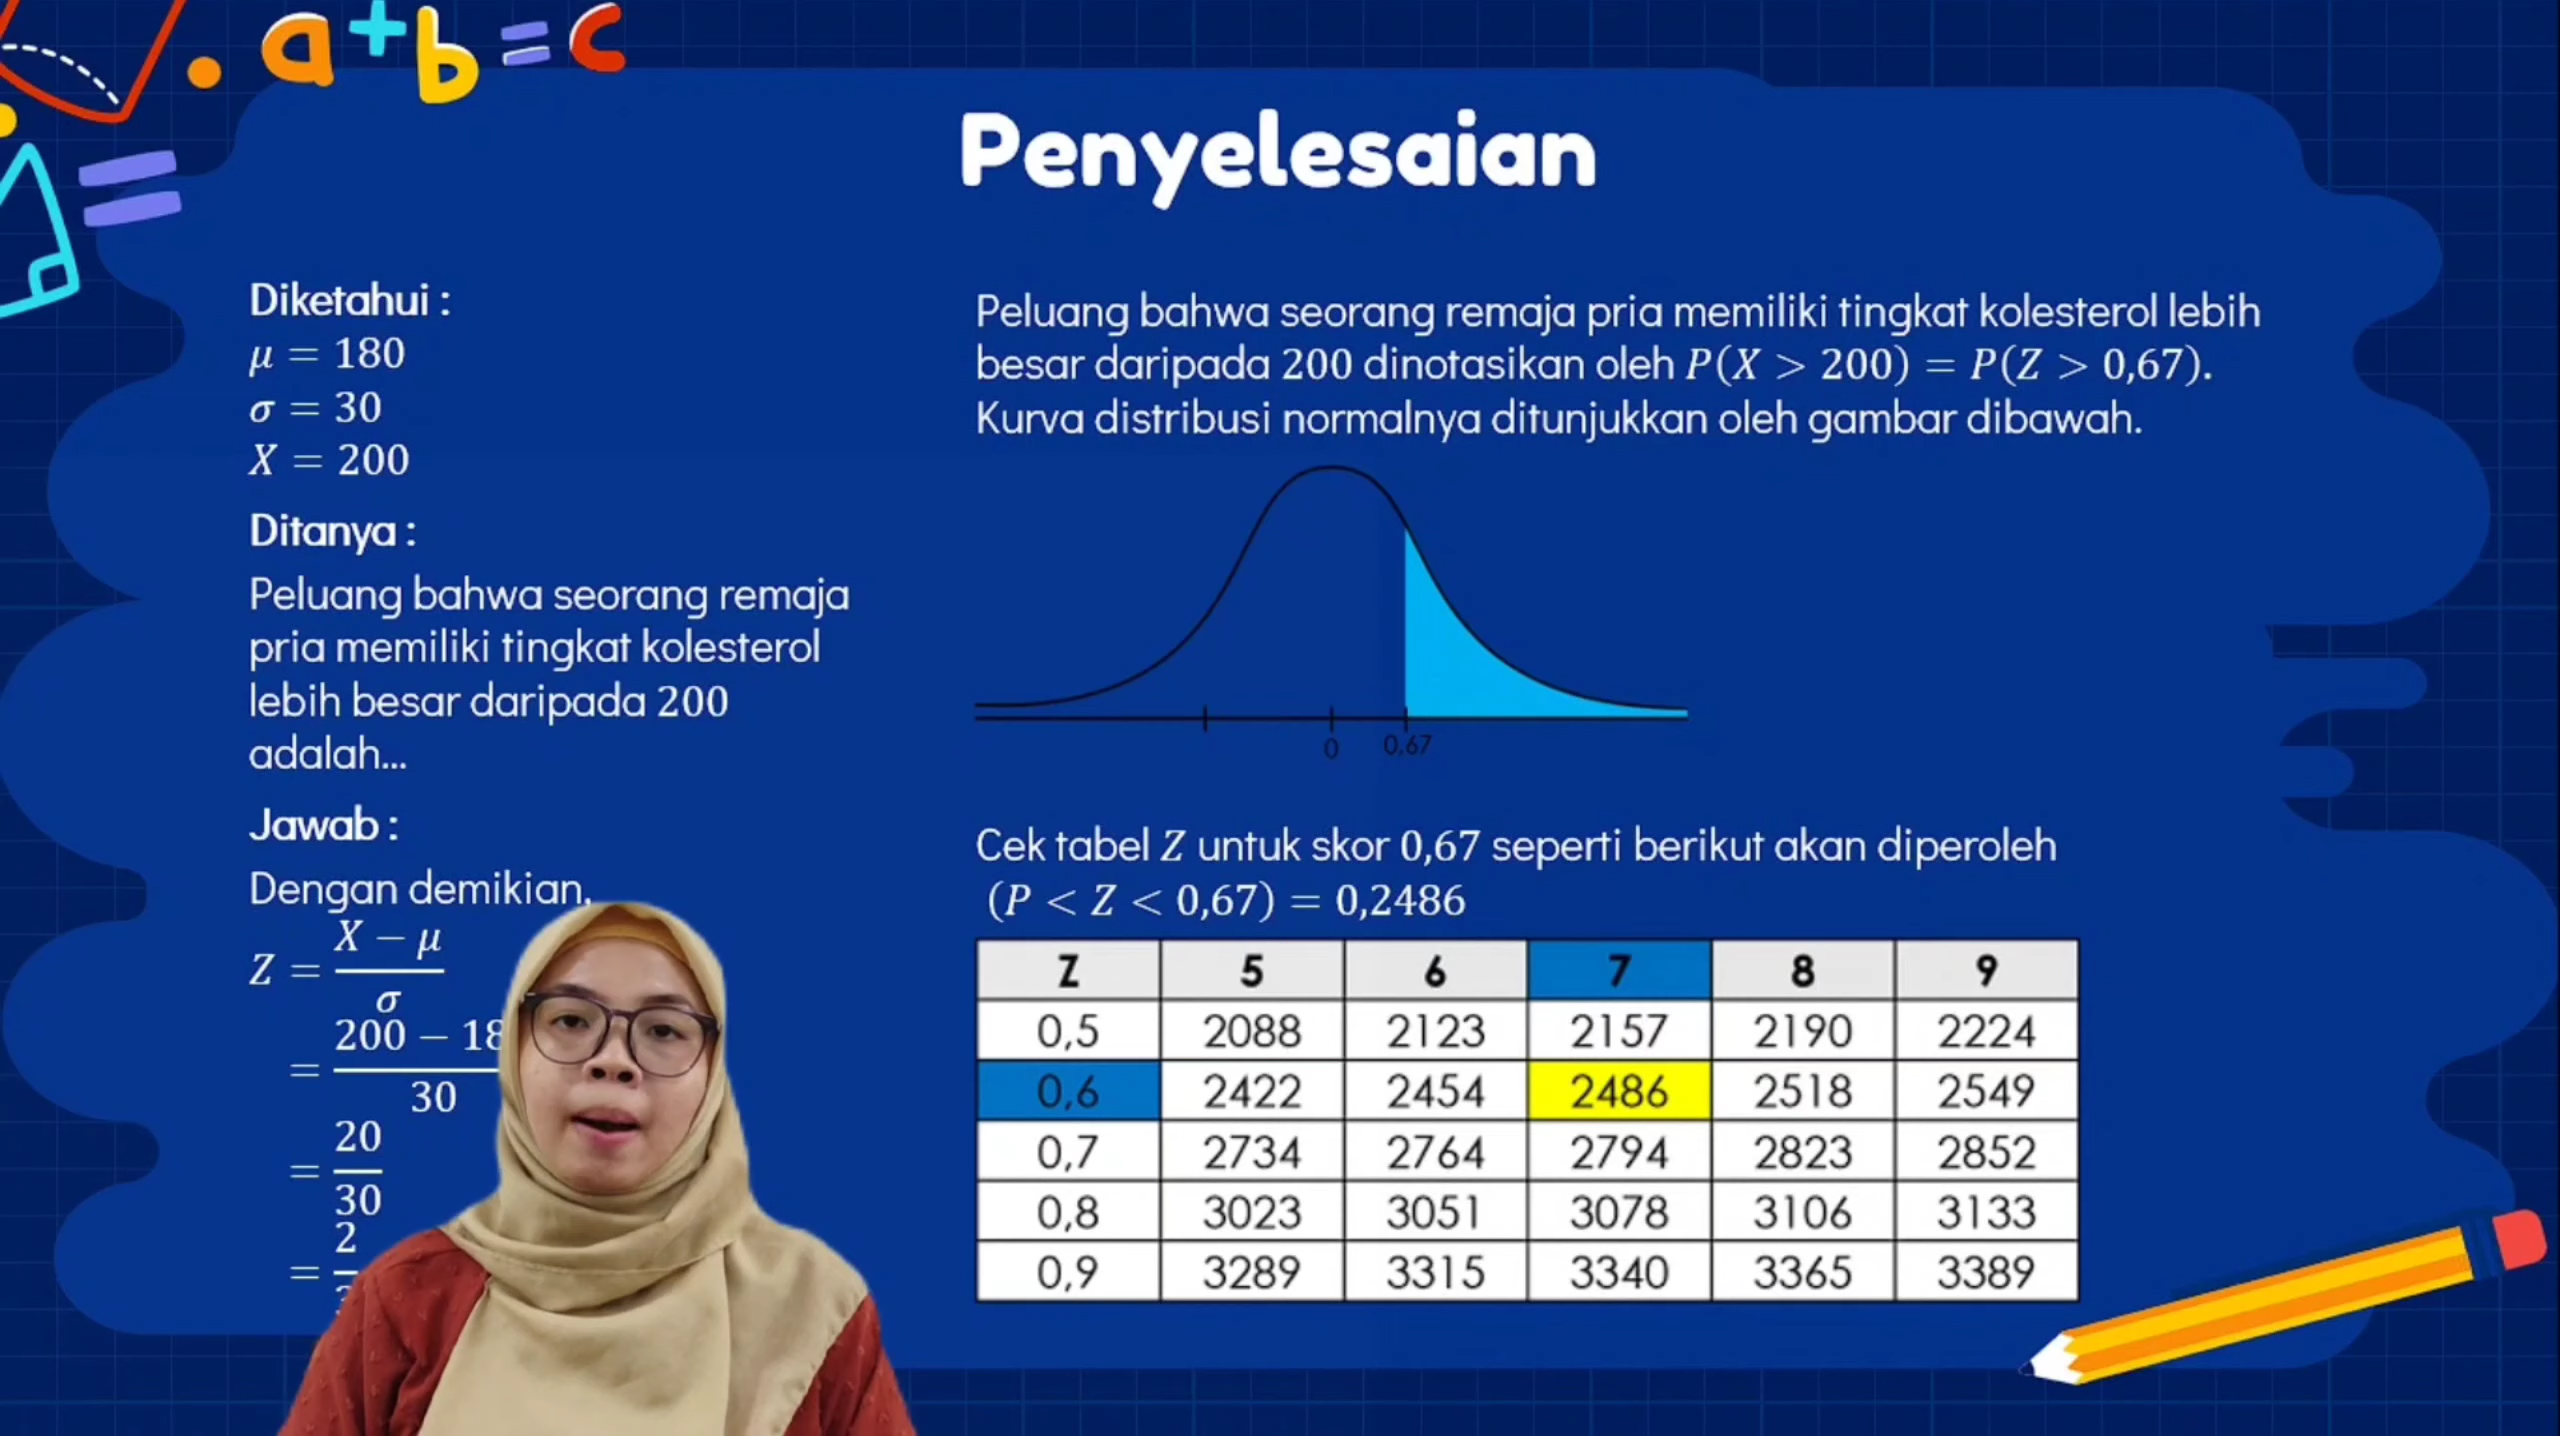 a+b=c
Penyelesaian
Diketahui :
μ = 180
σ = 30
X = 200
Ditanya :
Peluang bahwa seorang remaja
pria memiliki tingkat kolesterol
lebih besar daripada 200
adalah...
Jawab :
Dengan demikian,
Z = (X − μ)/σ
= (200 − 18)/30
= 20/30
= 2/
Peluang bahwa seorang remaja pria memiliki tingkat kolesterol lebih
besar daripada 200 dinotasikan oleh P(X > 200) = P(Z > 0,67).
Kurva distribusi normalnya ditunjukkan oleh gambar dibawah.
0 0,67
Cek tabel Z untuk skor 0,67 seperti berikut akan diperoleh
(P < Z < 0,67) = 0,2486
Z 5 6 7 8 9
0,5 2088 2123 2157 2190 2224
0,6 2422 2454 2486 2518 2549
0,7 2734 2764 2794 2823 2852
0,8 3023 3051 3078 3106 3133
0,9 3289 3315 3340 3365 3389